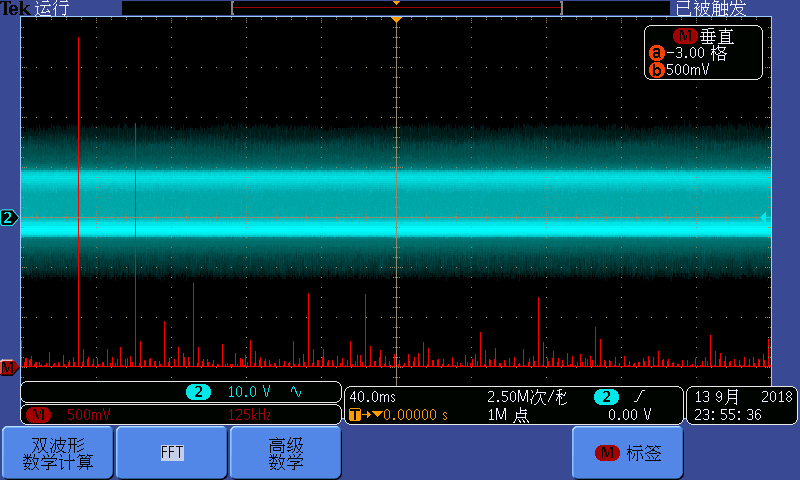 Tek 运行
已被触发
M 垂直
a -3.00 格
b 500mV
2
M
2 10.0 V
M 500mV 125kHz
40.0ms 2.50M次/秒 2
T 0.00000 s 1M 点 0.00 V
13 9月 2018
23:55:36
双波形
数学计算
FFT
高级
数学
M 标签